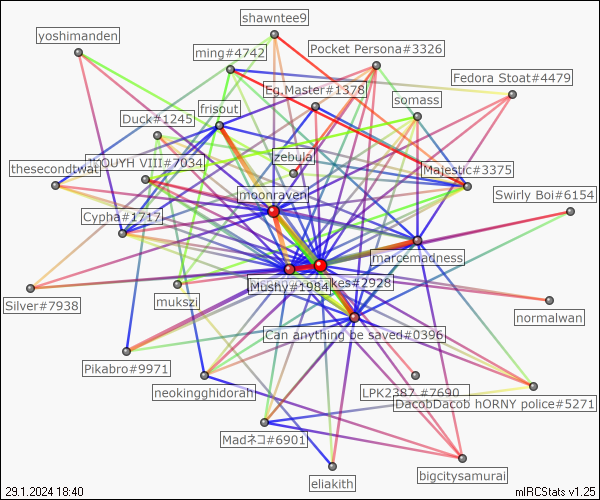 shawntee9
yoshimanden
ming#4742
Pocket Persona#3326
Fedora Stoat#4479
Eg.Master#1378
somass
frisout
Duck#1245
zebula
OUYH VIII#7034
thesecondtwat
Majestic#3375
moonraven
Swirly Boi#6154
Cypha#1717
marcemadness
Mushy#1984
kes#2928
mukszi
Silver#7938
normalwan
Can anything be saved#0396
Pikabro#9971
neokingghidorah
LPK2387 #7690
DacobDacob hORNY police#5271
Madネコ#6901
bigcitysamurai
eliakith
29.1.2024 18:40
mIRCStats v1.25